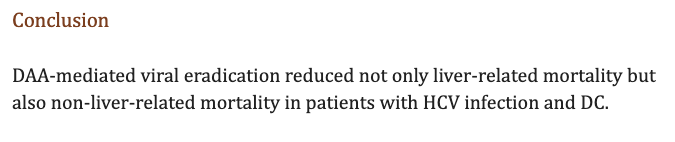 Conclusion
DAA-mediated viral eradication reduced not only liver-related mortality but
also non-liver-related mortality in patients with HCV infection and DC.